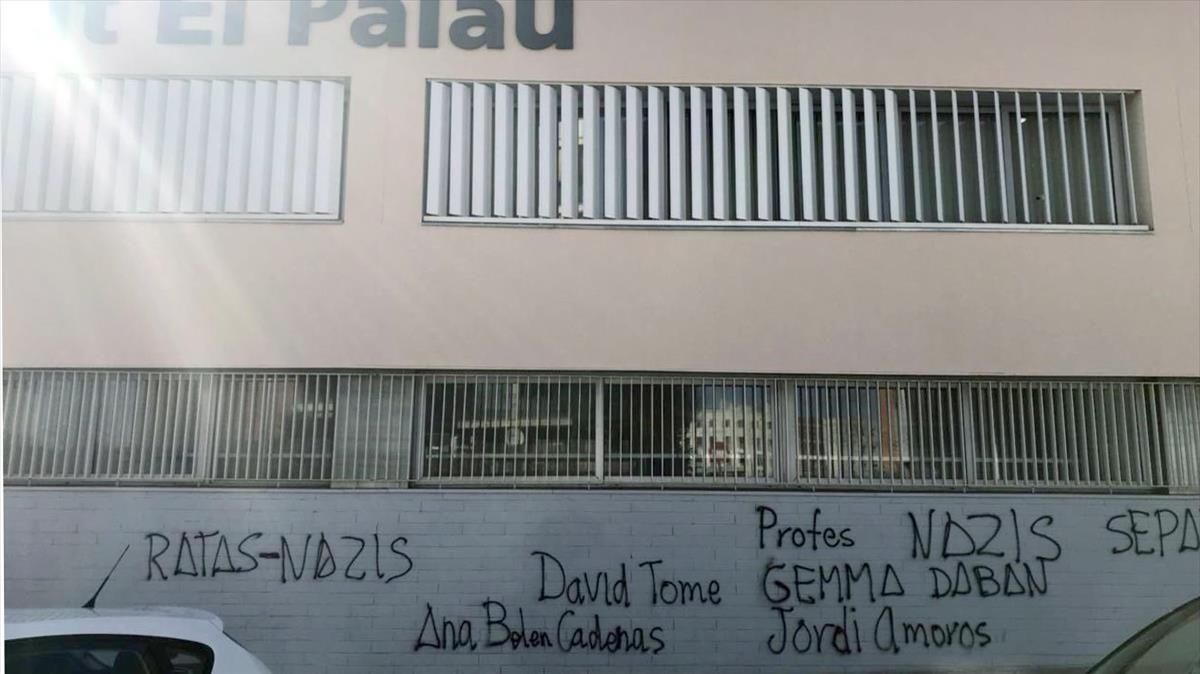 t El Palau
RATAS-NAZIS
Profes NAZIS SEPA
David Tome GEMMA DABAN
Ana Belen Cadenas Jordi Amoros